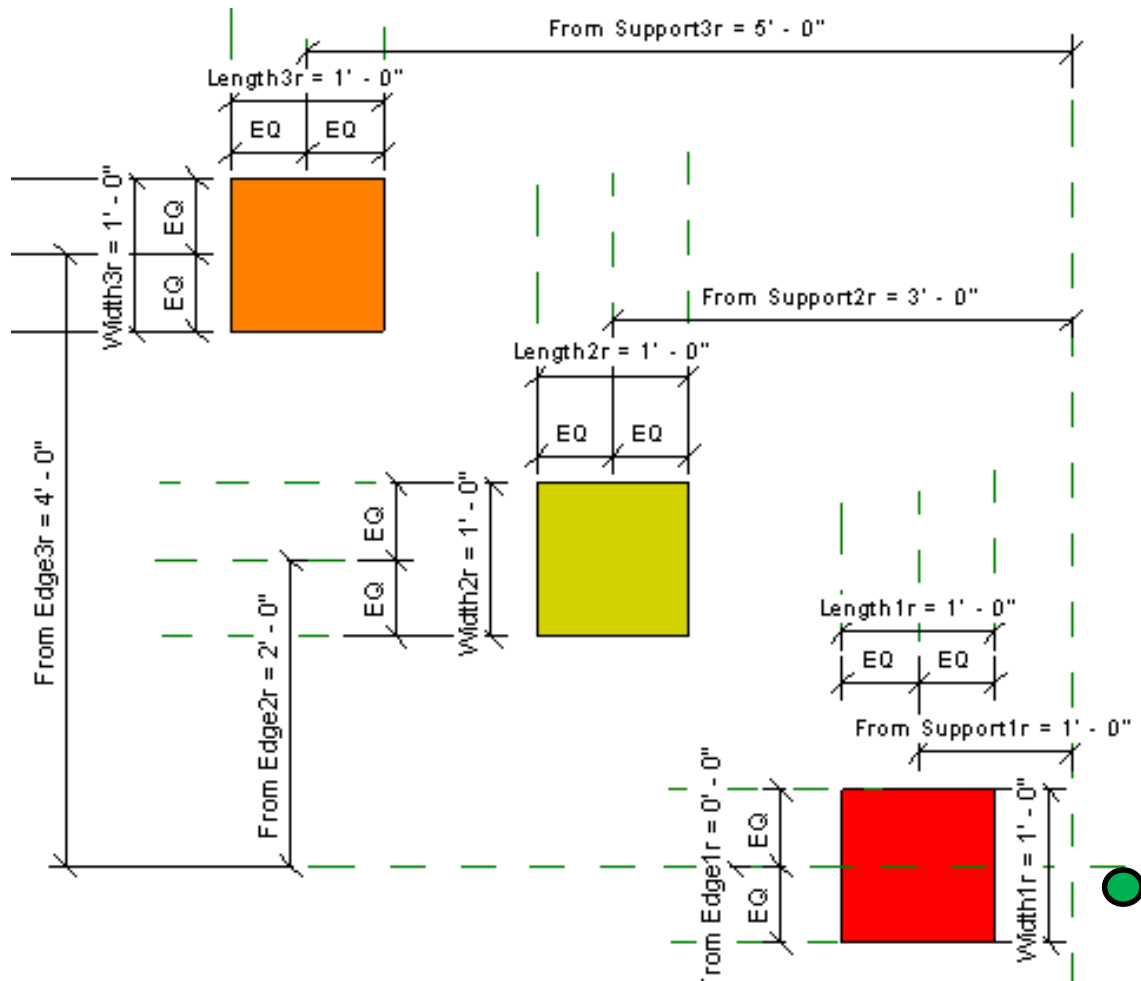 From Support3r = 5' - 0"
Length3r = 1' - 0"
EQ EQ
Width3r = 1' - 0"
EQ
EQ
From Support2r = 3' - 0"
Length2r = 1' - 0"
EQ EQ
From Edge3r = 4' - 0"
EQ
EQ
Width2r = 1' - 0"
From Edge2r = 2' - 0"
Length1r = 1' - 0"
EQ EQ
From Support1r = 1' - 0"
From Edge1r = 0' - 0"
EQ
EQ
Width1r = 1' - 0"